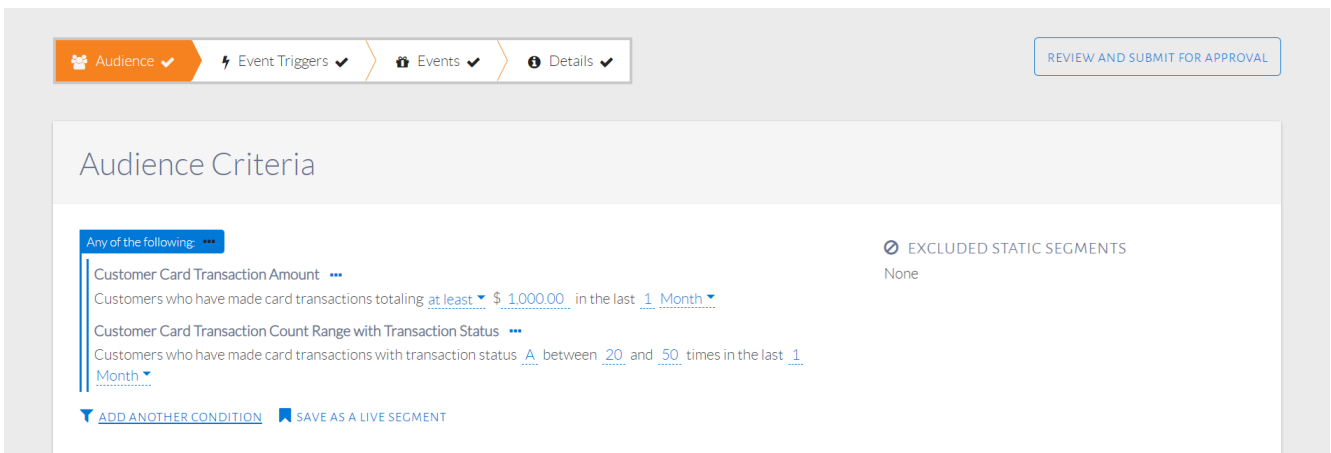 Audience
Event Triggers
Events
Details
REVIEW AND SUBMIT FOR APPROVAL
Audience Criteria
Any of the following: •••
Customer Card Transaction Amount •••
Customers who have made card transactions totaling at least $ 1,000.00 in the last 1 Month
Customer Card Transaction Count Range with Transaction Status •••
Customers who have made card transactions with transaction status A between 20 and 50 times in the last 1
Month
ADD ANOTHER CONDITION SAVE AS A LIVE SEGMENT
EXCLUDED STATIC SEGMENTS
None